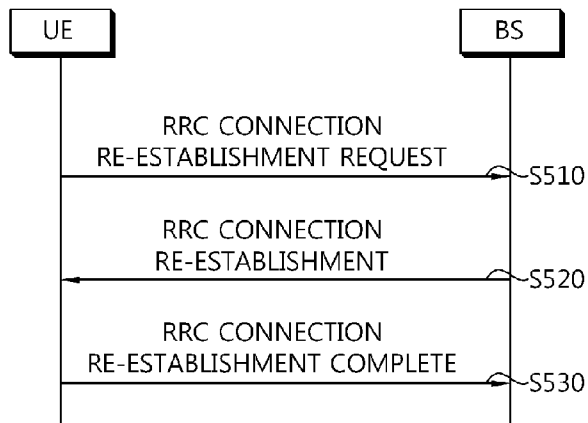 UE
BS
RRC CONNECTION
RE-ESTABLISHMENT REQUEST
S510
RRC CONNECTION
RE-ESTABLISHMENT
S520
RRC CONNECTION
RE-ESTABLISHMENT COMPLETE
S530